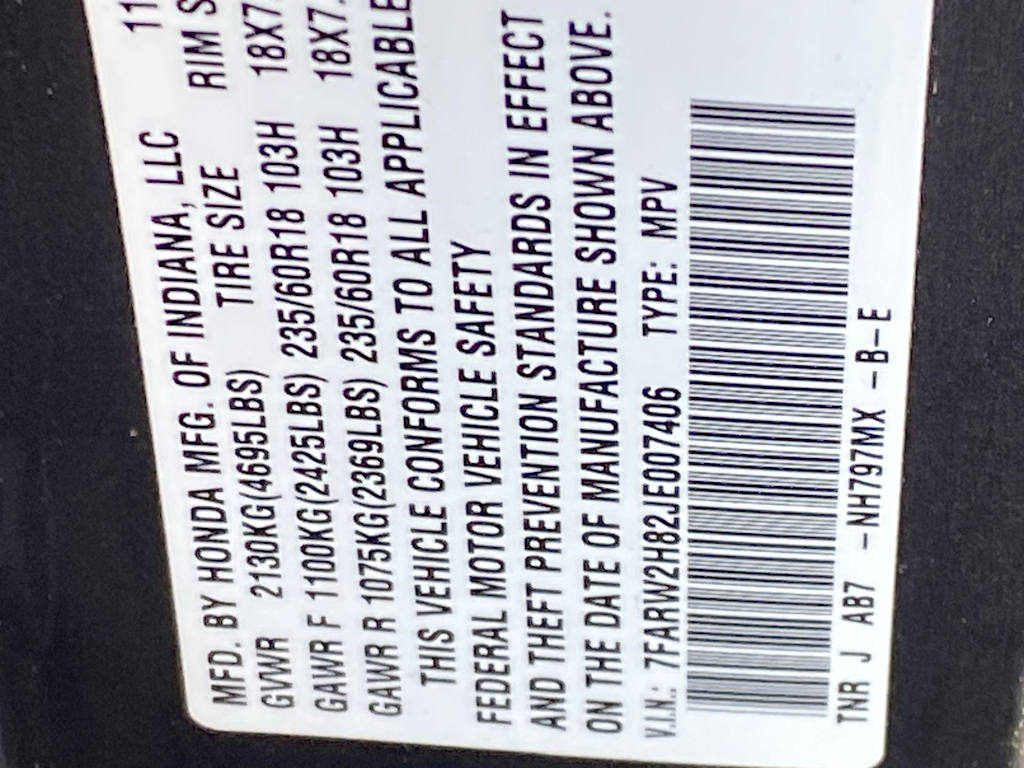 MFD. BY HONDA MFG. OF INDIANA, LLC 11
GVWR 2130KG(4695LBS) TIRE SIZE RIM S
GAWR F 1100KG(2425LBS) 235/60R18 103H 18X7.
GAWR R 1075KG(2369LBS) 235/60R18 103H 18X7.
THIS VEHICLE CONFORMS TO ALL APPLICABLE
FEDERAL MOTOR VEHICLE SAFETY
AND THEFT PREVENTION STANDARDS IN EFFECT
ON THE DATE OF MANUFACTURE SHOWN ABOVE.
V.I.N.: 7FARW2H82JE007406 TYPE: MPV
TNR J AB7 -NH797MX -B-E